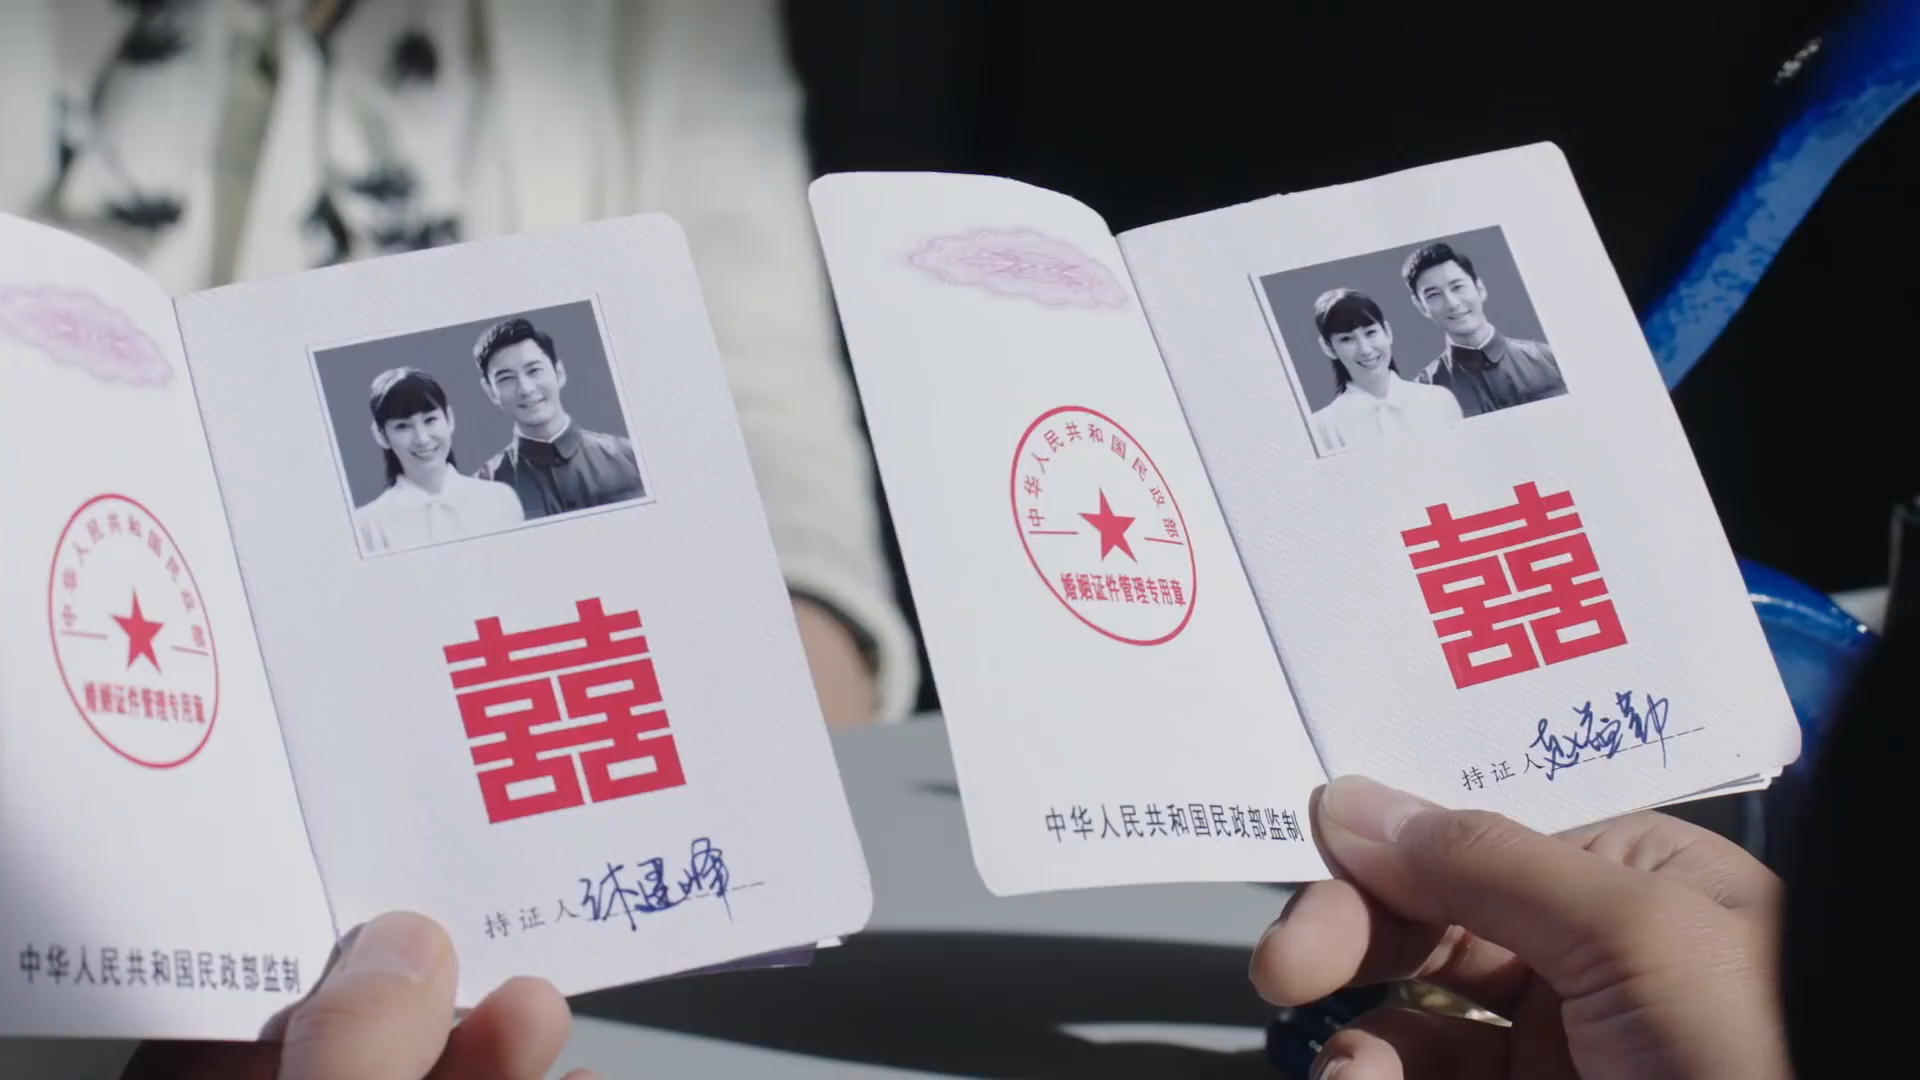 中华人民共和国民政部
婚姻证件管理专用章
中华人民共和国民政部监制
囍
持证人
中华人民共和国民政部
婚姻证件管理专用章
中华人民共和国民政部监制
囍
持证人赵益勤